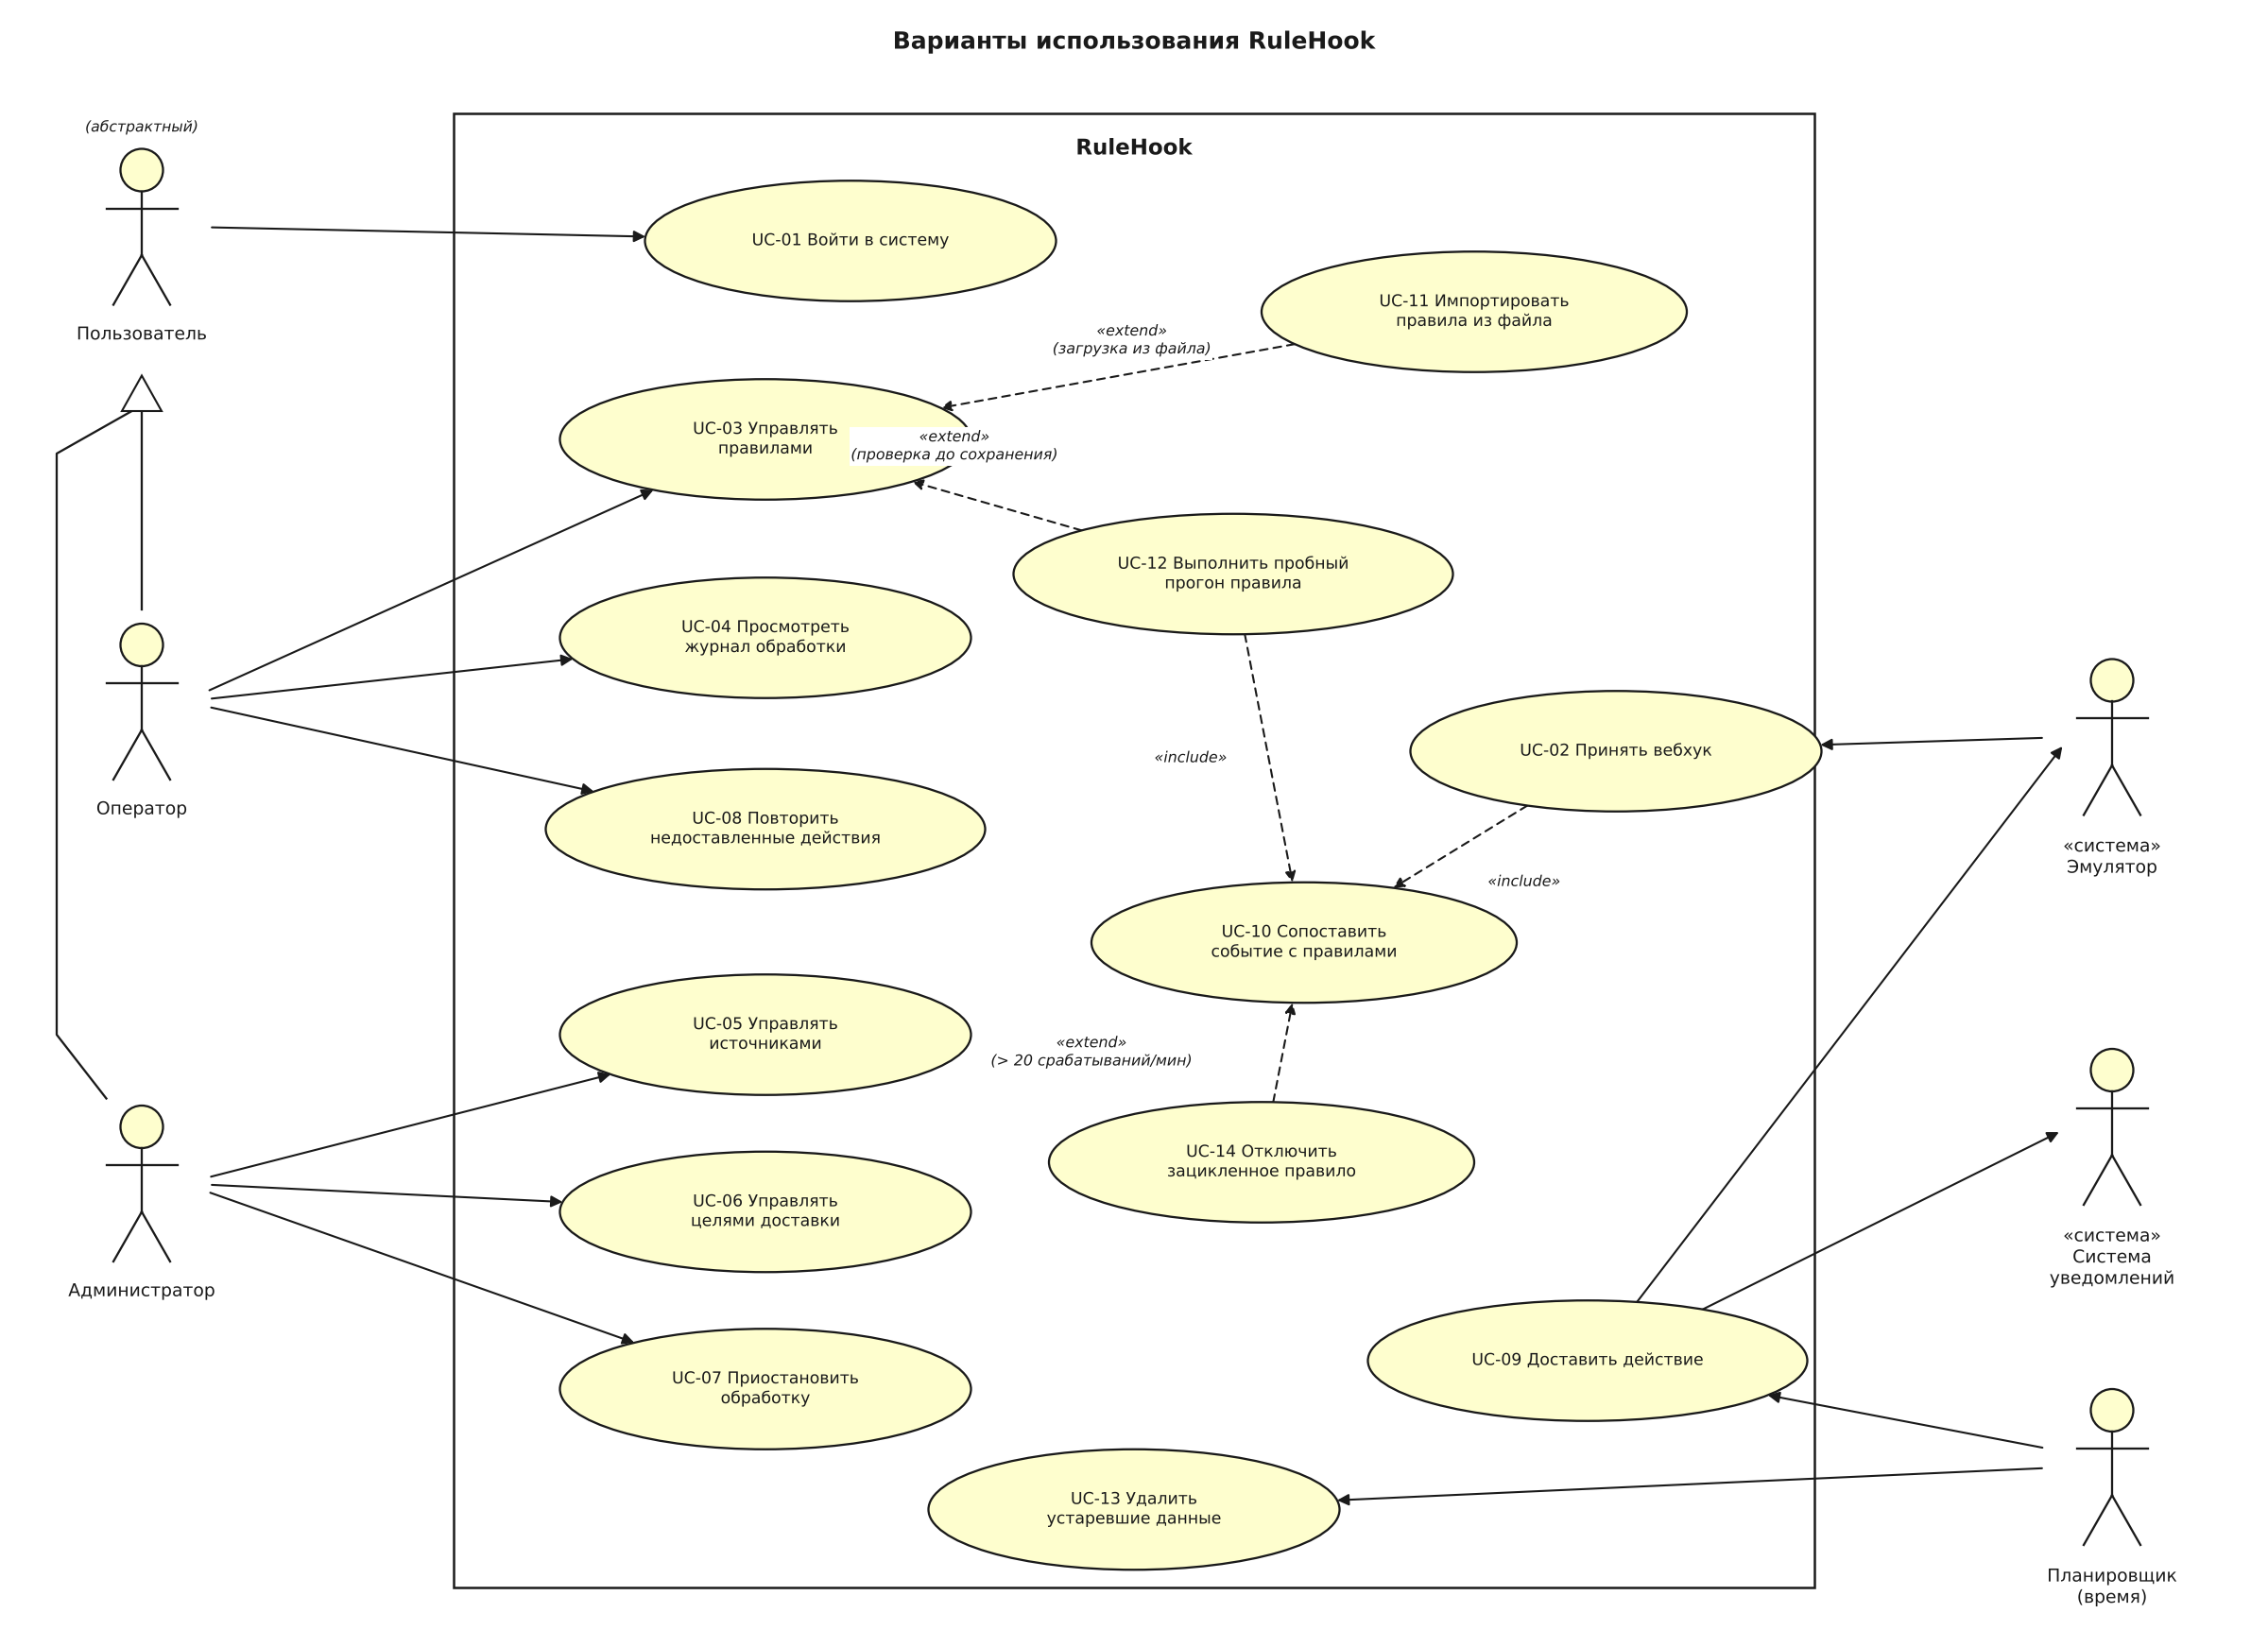 Варианты использования RuleHook
(абстрактный)
RuleHook
UC-01 Войти в систему
UC-11 Импортировать
правила из файла
Пользователь
«extend»
(загрузка из файла)
UC-03 Управлять
правилами
«extend»
(проверка до сохранения)
UC-12 Выполнить пробный
прогон правила
UC-04 Просмотреть
журнал обработки
UC-02 Принять вебхук
«include»
Оператор
UC-08 Повторить
недоставленные действия
«система»
Эмулятор
«include»
UC-10 Сопоставить
событие с правилами
UC-05 Управлять
источниками
«extend»
(> 20 срабатываний/мин)
UC-14 Отключить
зацикленное правило
UC-06 Управлять
целями доставки
«система»
Система
уведомлений
Администратор
UC-09 Доставить действие
UC-07 Приостановить
обработку
UC-13 Удалить
устаревшие данные
Планировщик
(время)